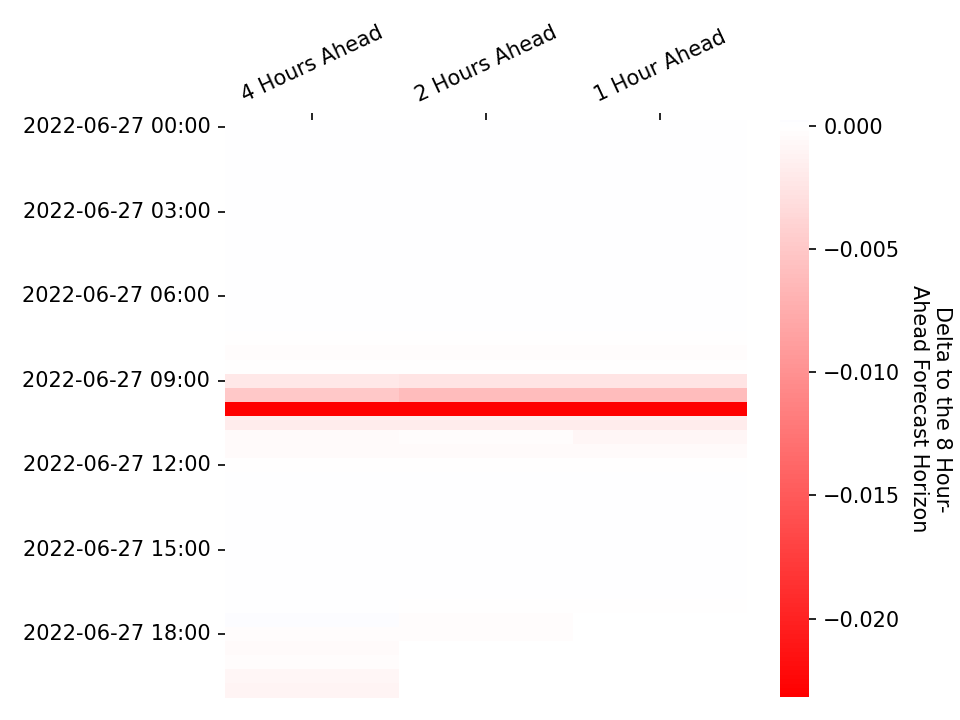 4 Hours Ahead
2 Hours Ahead
1 Hour Ahead
2022-06-27 00:00
2022-06-27 03:00
2022-06-27 06:00
2022-06-27 09:00
2022-06-27 12:00
2022-06-27 15:00
2022-06-27 18:00
0.000
−0.005
−0.010
−0.015
−0.020
Delta to the 8 Hour-
Ahead Forecast Horizon